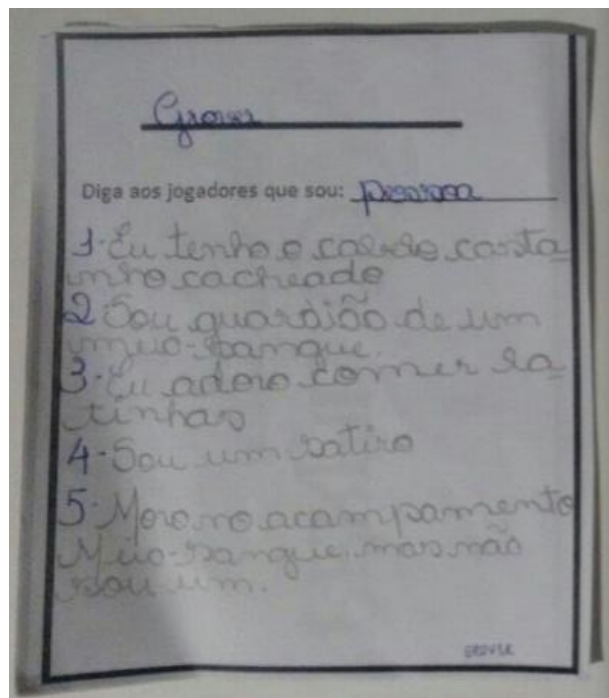 Grover
Diga aos jogadores que sou: pessoa
1- Eu tenho o cabelo casta
nho cacheado
2 Sou guardião de um
meio-sangue.
3- Eu adoro comer la
tinhas
4- Sou um satiro
5- Moro no acampamento
Meio-sangue, mas não
sou um.
GROVER